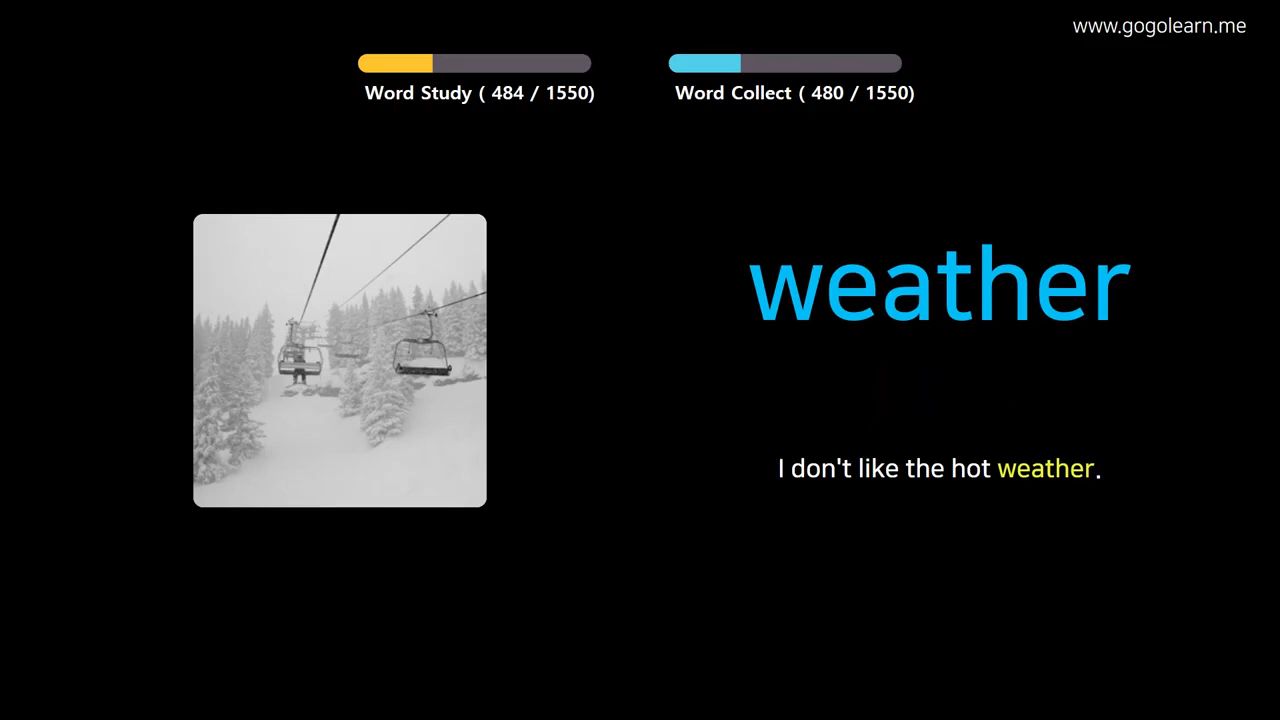 www.gogolearn.me
Word Study ( 484 / 1550)
Word Collect ( 480 / 1550)
weather
I don't like the hot weather.